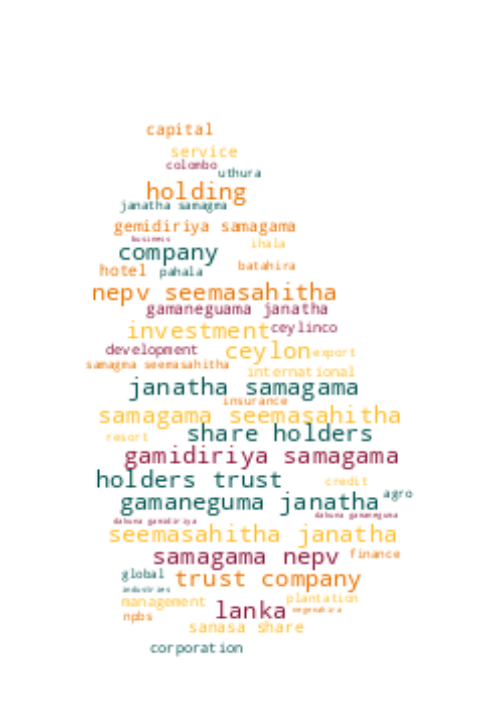 capital
service
colombo
uthura
holding
janatha samagma
gemidiriya samagama
business
ihala
company
batahira
hotel
pahala
nepv seemasahitha
gamaneguama janatha
investment
ceylinco
development
ceylon
export
samagma seemasahitha
international
janatha samagama
insurance
samagama seemasahitha
share holders
resort
gamidiriya samagama
holders trust
credit
agro
gamaneguma janatha
dakuna gamaneguma
dakuna gamidiriya
seemasahitha janatha
samagama nepv
finance
global
trust company
industries
plantation
management
lanka
negenahira
npbs
sanasa share
corporation